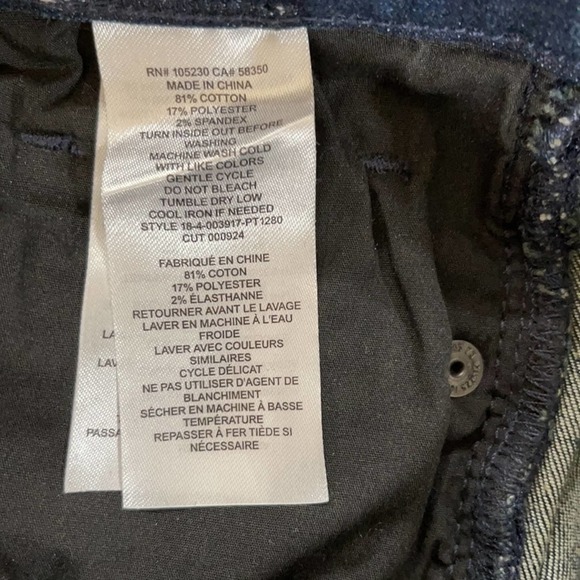 RN# 105230 CA# 58350
MADE IN CHINA
81% COTTON
17% POLYESTER
2% SPANDEX
TURN INSIDE OUT BEFORE
WASHING
MACHINE WASH COLD
WITH LIKE COLORS
GENTLE CYCLE
DO NOT BLEACH
TUMBLE DRY LOW
COOL IRON IF NEEDED
STYLE 18-4-003917-PT1280
CUT 000924
FABRIQUÉ EN CHINE
81% COTON
17% POLYESTER
2% ÉLASTHANNE
RETOURNER AVANT LE LAVAGE
LAVER EN MACHINE À L'EAU
FROIDE
LAVER AVEC COULEURS
SIMILAIRES
CYCLE DÉLICAT
NE PAS UTILISER D'AGENT DE
BLANCHIMENT
SÉCHER EN MACHINE À BASSE
TEMPÉRATURE
REPASSER À FER TIÈDE SI
NÉCESSAIRE
LA
LAV
PASSA